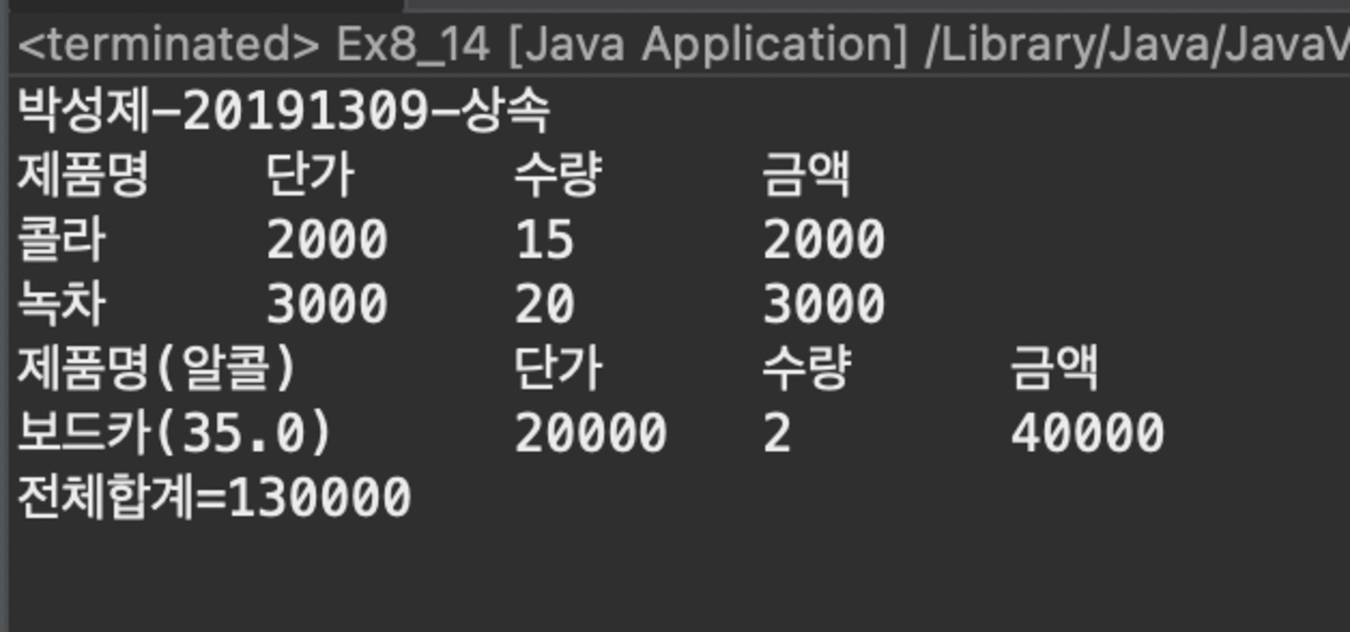 <terminated> Ex8_14 [Java Application] /Library/Java/JavaV
박성제-20191309-상속
제품명 단가 수량 금액
콜라 2000 15 2000
녹차 3000 20 3000
제품명(알콜) 단가 수량 금액
보드카(35.0) 20000 2 40000
전체합계=130000